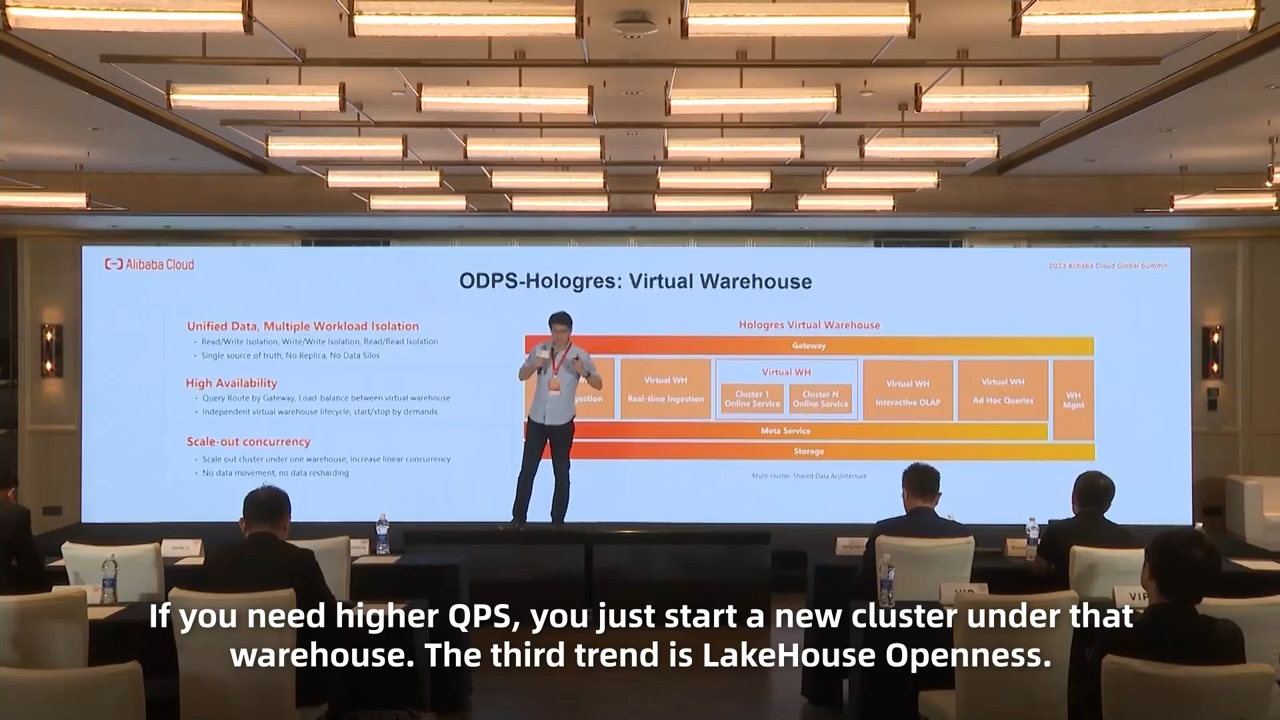 Alibaba Cloud
2023 Alibaba Cloud Global Summit
ODPS-Hologres: Virtual Warehouse
Unified Data, Multiple Workload Isolation
• Read/Write Isolation, Write/Write Isolation, Read/Read Isolation
• Single source of truth, No Replica, No Data Silos
High Availability
• Query Route by Gateway, Load-balance between virtual warehouse
• Independent virtual warehouse lifecycle, start/stop by demands
Scale-out concurrency
• Scale out cluster under one warehouse, increase linear concurrency
• No data movement, no data resharding
Hologres Virtual Warehouse
Gateway
Virtual WH
Real-time Ingestion
Virtual WH
Cluster 1
Online Service
Cluster N
Online Service
Virtual WH
Interactive OLAP
Virtual WH
Ad Hoc Queries
WH
Mgnt
Meta Service
Storage
Multi-cluster, Shared Data Architecture
VIP
VIP
If you need higher QPS, you just start a new cluster under that
warehouse. The third trend is LakeHouse Openness.